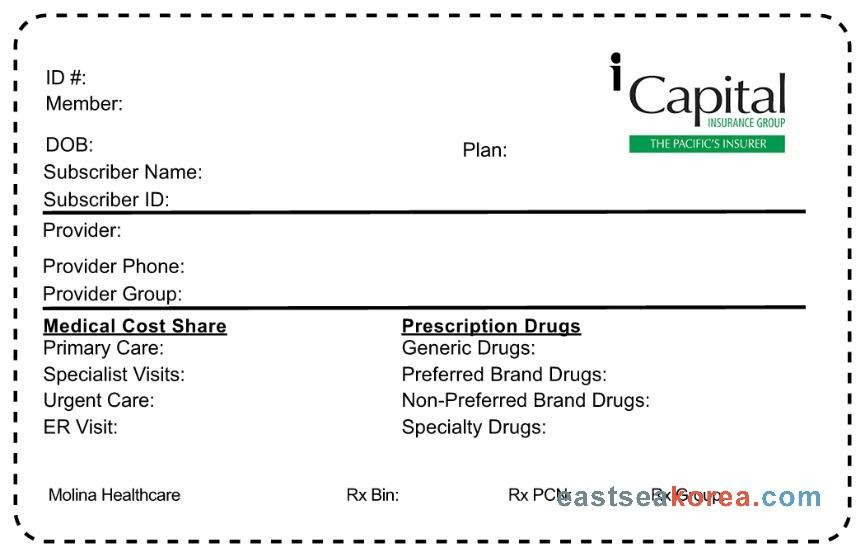 ID #:
Member:
iCapital
INSURANCE GROUP
THE PACIFIC'S INSURER
DOB:
Plan:
Subscriber Name:
Subscriber ID:
Provider:
Provider Phone:
Provider Group:
Medical Cost Share Prescription Drugs
Primary Care: Generic Drugs:
Specialist Visits: Preferred Brand Drugs:
Urgent Care: Non-Preferred Brand Drugs:
ER Visit: Specialty Drugs:
Molina Healthcare Rx Bin: Rx PCN: Rx Group:
eastseakorea.com